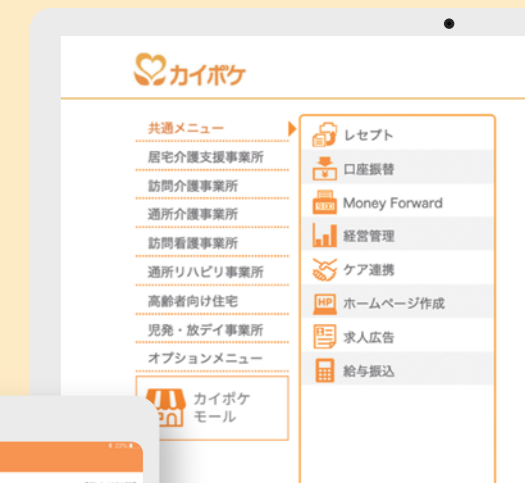 カイポケ
共通メニュー
居宅介護支援事業所
訪問介護事業所
通所介護事業所
訪問看護事業所
通所リハビリ事業所
高齢者向け住宅
児発・放デイ事業所
オプションメニュー
カイポケ
モール
レセプト
口座振替
Money Forward
経営管理
ケア連携
HP
ホームページ作成
求人広告
給与振込
22%